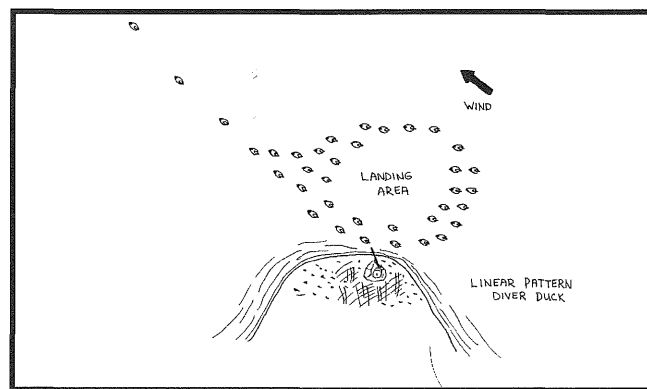 WIND
LANDING
AREA
LINEAR PATTERN
DIVER DUCK